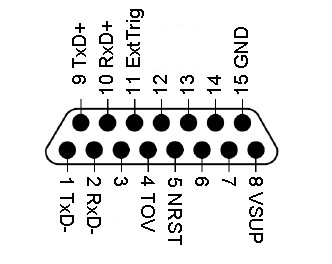 9 TxD+
10 RxD+
11 ExtTrig
12
13
14
15 GND
1 TxD-
2 RxD-
3
4 TOV
5 NRST
6
7
8 VSUP